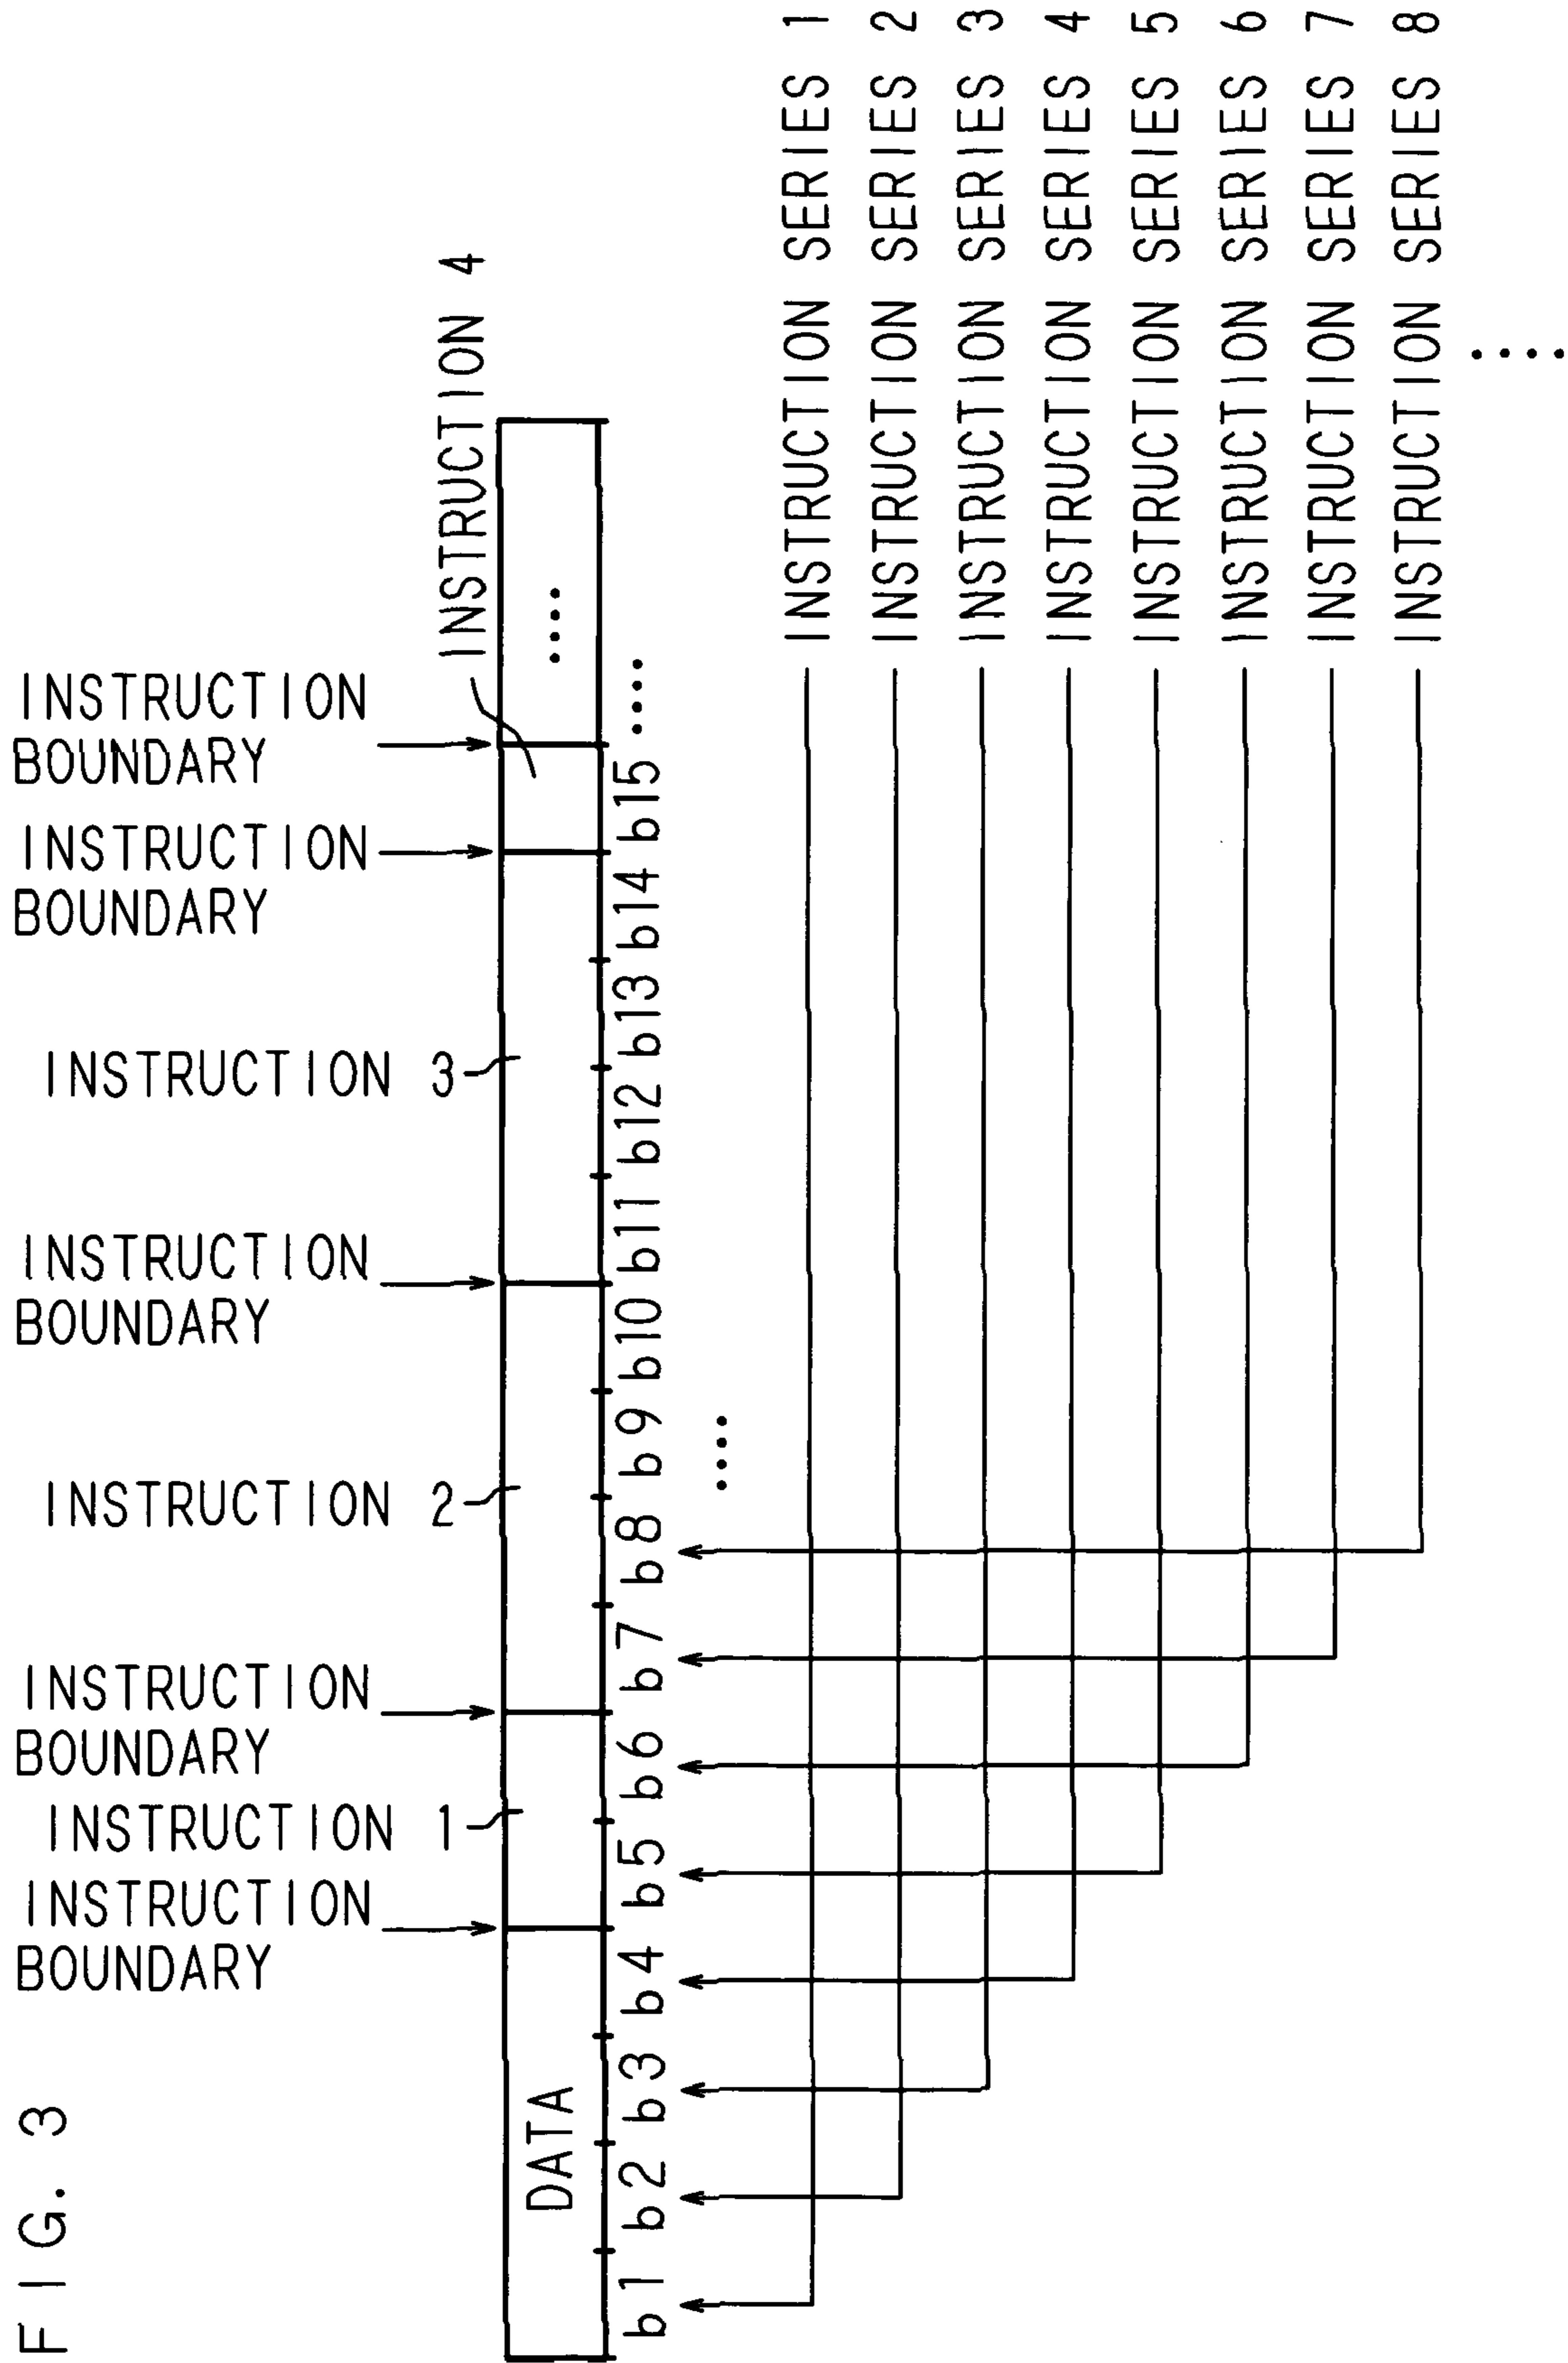 FIG. 3
INSTRUCTION
BOUNDARY
INSTRUCTION 1
INSTRUCTION
BOUNDARY
INSTRUCTION 2
INSTRUCTION
BOUNDARY
INSTRUCTION 3
INSTRUCTION
BOUNDARY
INSTRUCTION
BOUNDARY
INSTRUCTION 4
DATA ....
b1 b2 b3 b4 b5 b6 b7 b8 b9 b10 b11 b12 b13 b14 b15 ....
....
INSTRUCTION SERIES 1
INSTRUCTION SERIES 2
INSTRUCTION SERIES 3
INSTRUCTION SERIES 4
INSTRUCTION SERIES 5
INSTRUCTION SERIES 6
INSTRUCTION SERIES 7
INSTRUCTION SERIES 8
....